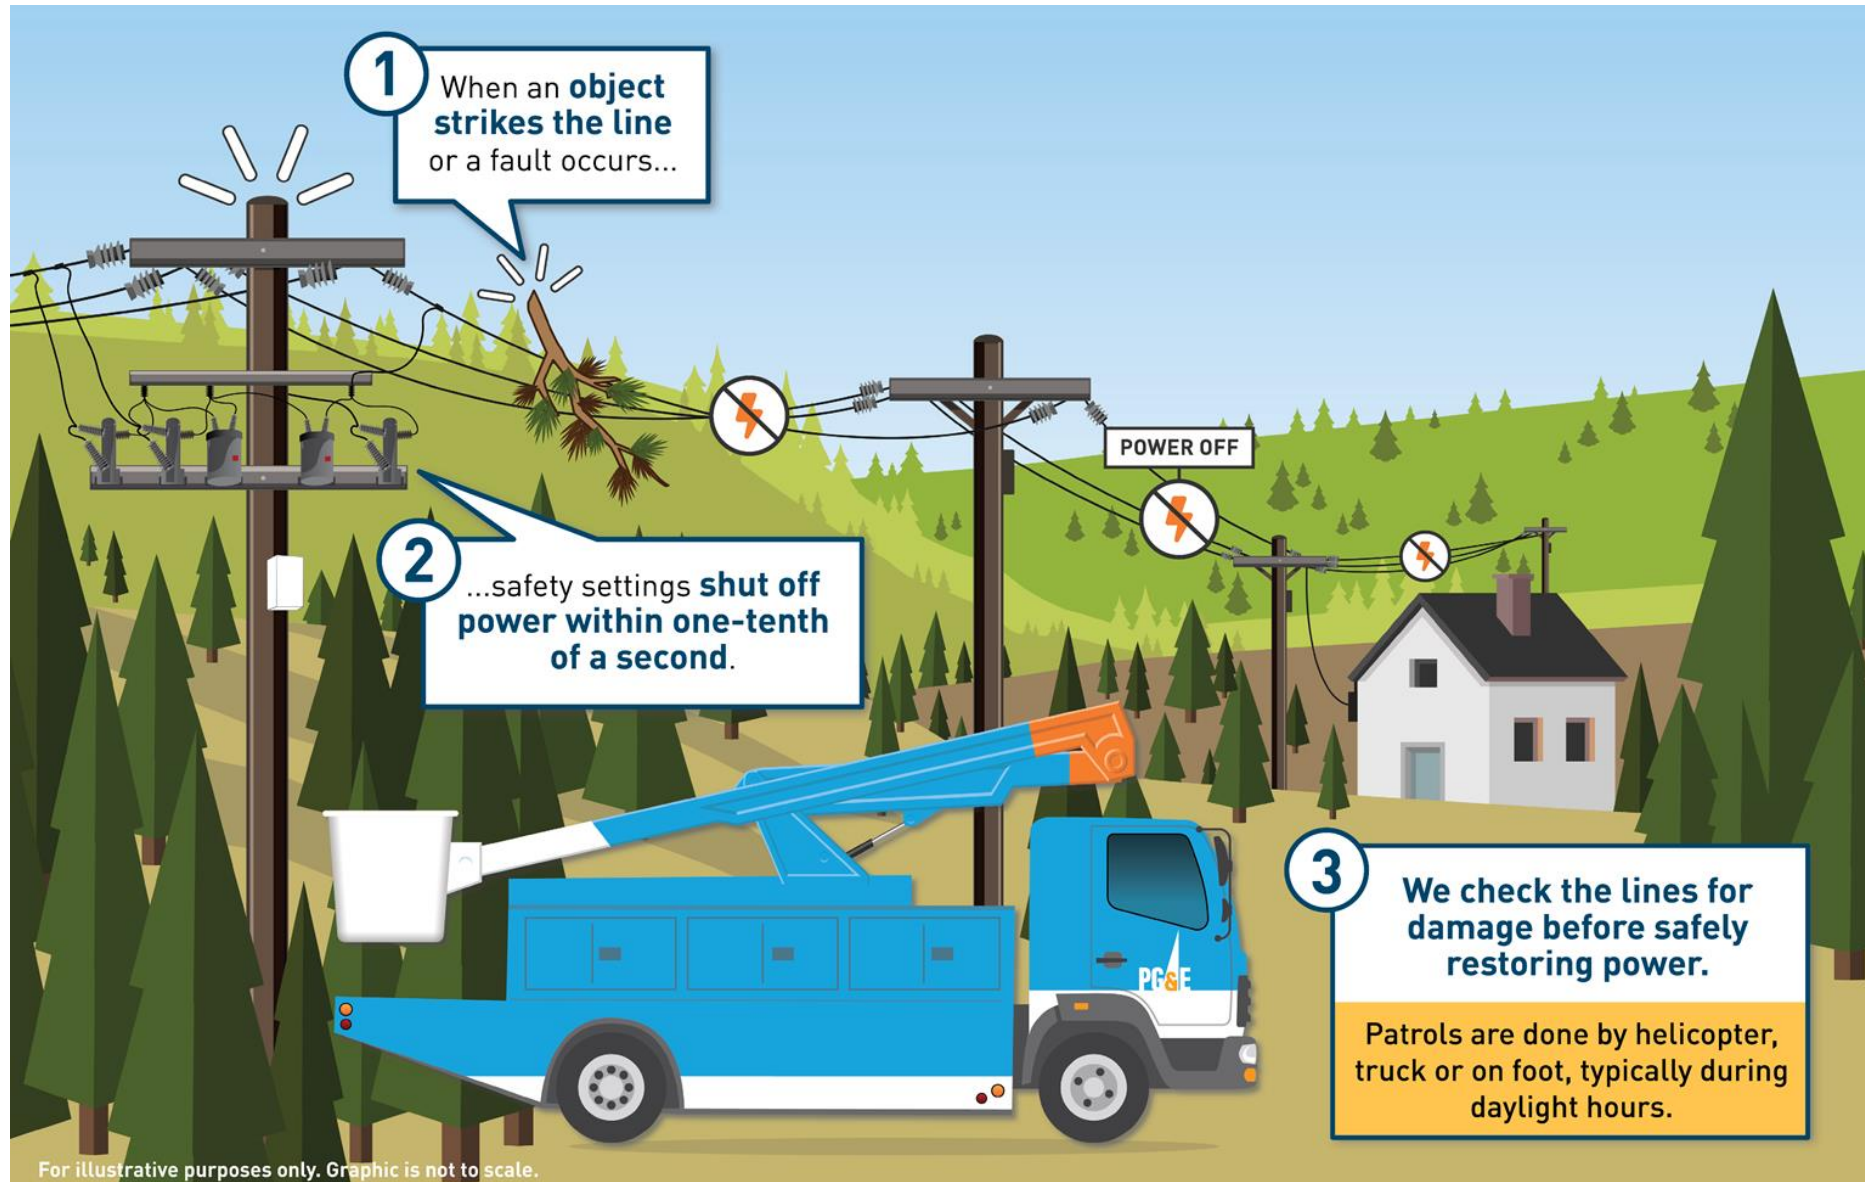 1
When an object
strikes the line
or a fault occurs...
2
...safety settings shut off
power within one-tenth
of a second.
POWER OFF
PG&E
3
We check the lines for
damage before safely
restoring power.
Patrols are done by helicopter,
truck or on foot, typically during
daylight hours.
For illustrative purposes only. Graphic is not to scale.